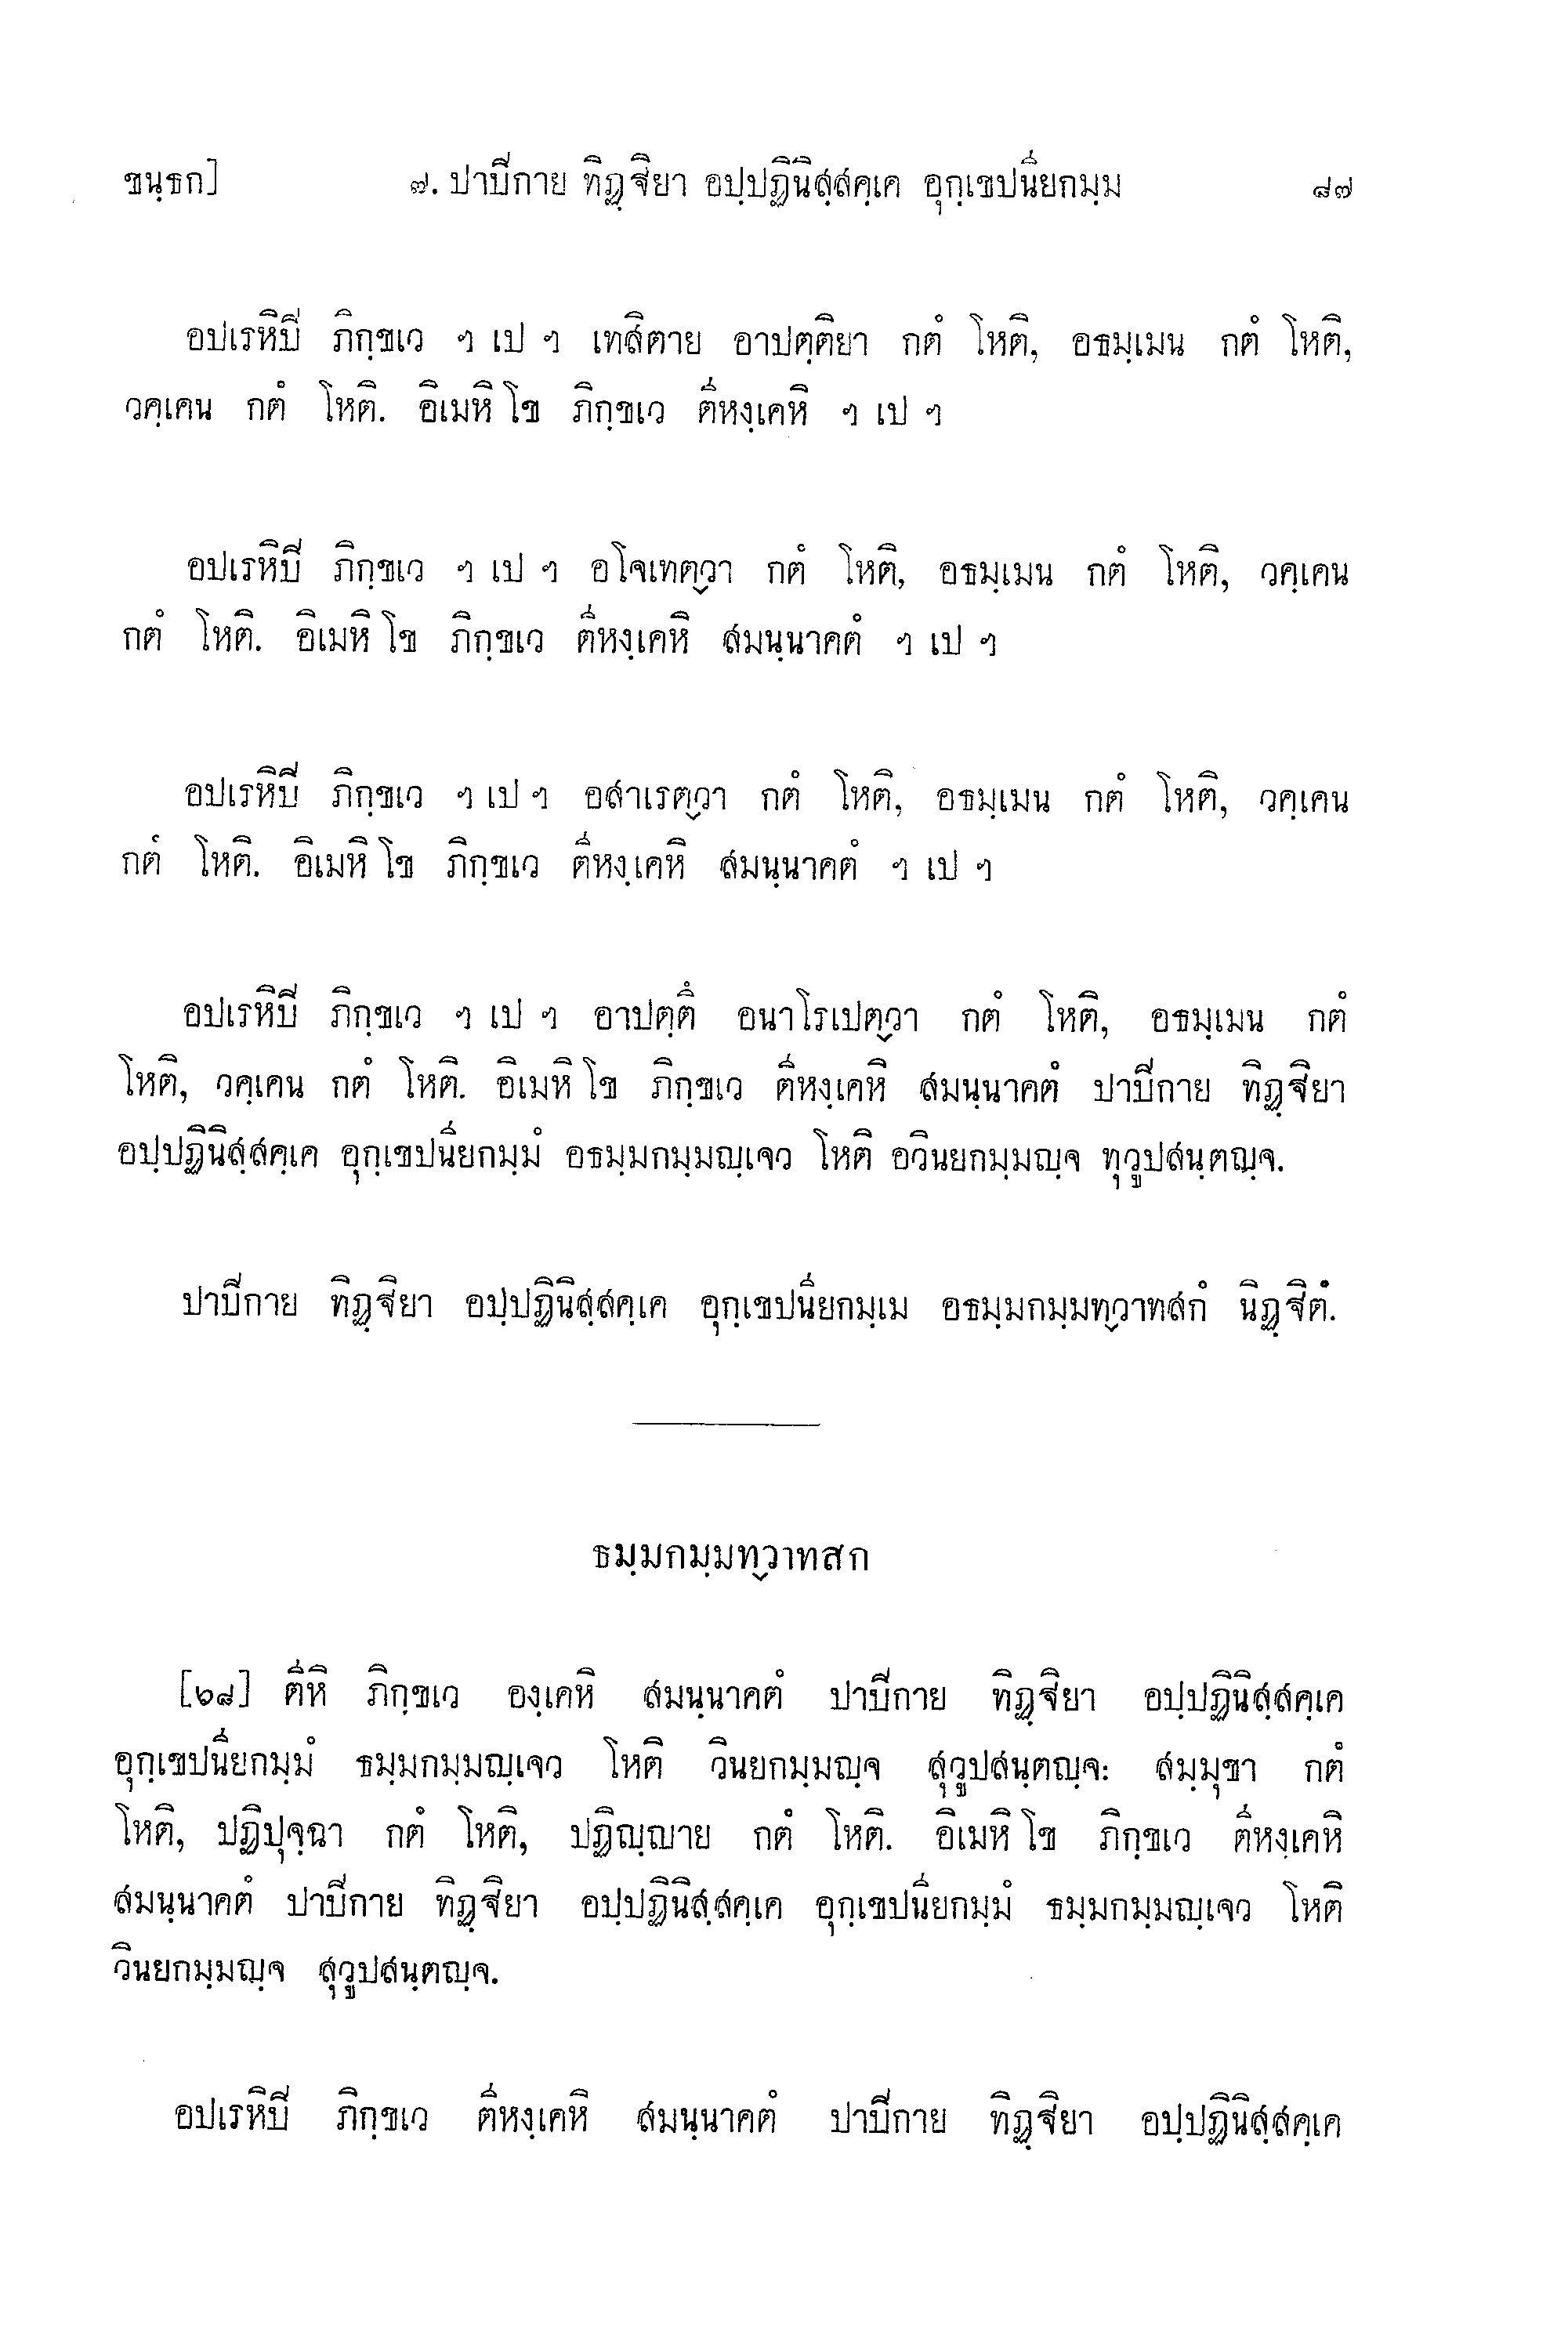 ขนฺธก] ๗. ปาปิกาย ทิฏฺฐิยา อปฺปฏินิสฺสคฺเค อุกฺเขปนียกมฺม ๘๗
อปเรหิปิ ภิกฺขเว ฯ เป ฯ เทสิตาย อาปตฺติยา กตํ โหติ, อธมฺเมน กตํ โหติ,
วคฺเคน กตํ โหติ. อิเมหิ โข ภิกฺขเว ตีหงฺเคหิ ฯ เป ฯ
อปเรหิปิ ภิกฺขเว ฯ เป ฯ อโจเทตฺวา กตํ โหติ, อธมฺเมน กตํ โหติ, วคฺเคน
กตํ โหติ. อิเมหิ โข ภิกฺขเว ตีหงฺเคหิ สมนฺนาคตํ ฯ เป ฯ
อปเรหิปิ ภิกฺขเว ฯ เป ฯ อสาเรตฺวา กตํ โหติ, อธมฺเมน กตํ โหติ, วคฺเคน
กตํ โหติ. อิเมหิ โข ภิกฺขเว ตีหงฺเคหิ สมนฺนาคตํ ฯ เป ฯ
อปเรหิปิ ภิกฺขเว ฯ เป ฯ อาปตฺตึ อนาโรเปตฺวา กตํ โหติ, อธมฺเมน กตํ
โหติ, วคฺเคน กตํ โหติ. อิเมหิ โข ภิกฺขเว ตีหงฺเคหิ สมนฺนาคตํ ปาปิกาย ทิฏฺฐิยา
อปฺปฏินิสฺสคฺเค อุกฺเขปนียกมฺมํ อธมฺมกมฺมญฺเจว โหติ อวินยกมฺมญฺจ ทุวูปสนฺตญฺจ.
ปาปิกาย ทิฏฺฐิยา อปฺปฏินิสฺสคฺเค อุกฺเขปนียกมฺเม อธมฺมกมฺมทฺวาทสกํ นิฏฺฐิตํ.
ธมฺมกมฺมทฺวาทสก
[๖๘] ตีหิ ภิกฺขเว องฺเคหิ สมนฺนาคตํ ปาปิกาย ทิฏฺฐิยา อปฺปฏินิสฺสคฺเค
อุกฺเขปนียกมฺมํ ธมฺมกมฺมญฺเจว โหติ วินยกมฺมญฺจ สุวูปสนฺตญฺจ: สมฺมุขา กตํ
โหติ, ปฏิปุจฺฉา กตํ โหติ, ปฏิญฺญาย กตํ โหติ. อิเมหิ โข ภิกฺขเว ตีหงฺเคหิ
สมนฺนาคตํ ปาปิกาย ทิฏฺฐิยา อปฺปฏินิสฺสคฺเค อุกฺเขปนียกมฺมํ ธมฺมกมฺมญฺเจว โหติ
วินยกมฺมญฺจ สุวูปสนฺตญฺจ.
อปเรหิปิ ภิกฺขเว ตีหงฺเคหิ สมนฺนาคตํ ปาปิกาย ทิฏฺฐิยา อปฺปฏินิสฺสคฺเค